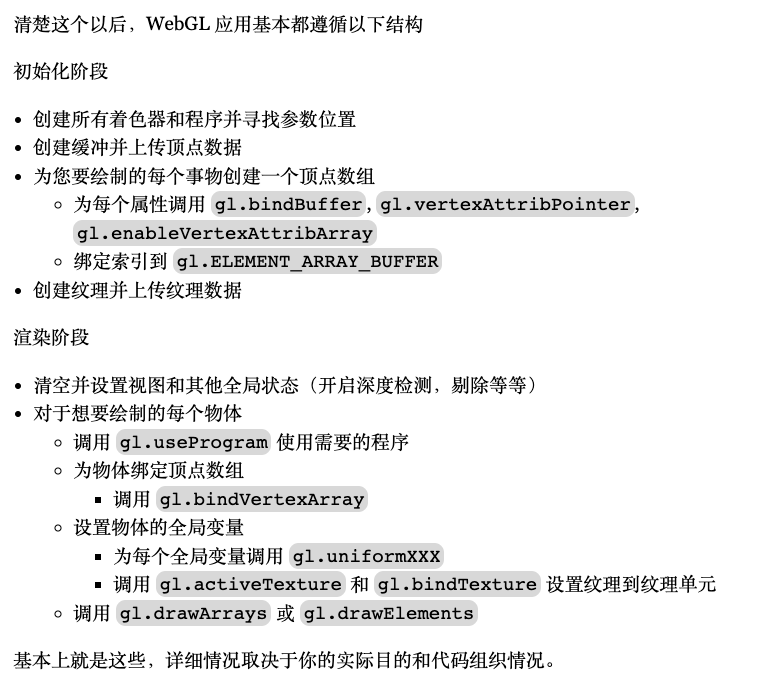 清楚这个以后，WebGL 应用基本都遵循以下结构
初始化阶段
• 创建所有着色器和程序并寻找参数位置
• 创建缓冲并上传顶点数据
• 为您要绘制的每个事物创建一个顶点数组
◦ 为每个属性调用 gl.bindBuffer, gl.vertexAttribPointer,
gl.enableVertexAttribArray
◦ 绑定索引到 gl.ELEMENT_ARRAY_BUFFER
• 创建纹理并上传纹理数据
渲染阶段
• 清空并设置视图和其他全局状态（开启深度检测，剔除等等）
• 对于想要绘制的每个物体
◦ 调用 gl.useProgram 使用需要的程序
◦ 为物体绑定顶点数组
▪ 调用 gl.bindVertexArray
◦ 设置物体的全局变量
▪ 为每个全局变量调用 gl.uniformXXX
▪ 调用 gl.activeTexture 和 gl.bindTexture 设置纹理到纹理单元
◦ 调用 gl.drawArrays 或 gl.drawElements
基本上就是这些，详细情况取决于你的实际目的和代码组织情况。